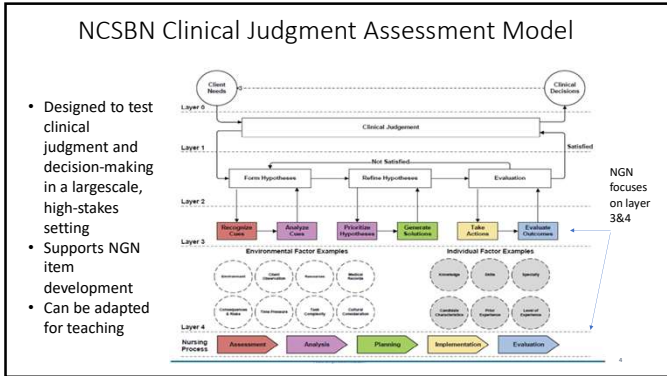 NCSBN Clinical Judgment Assessment Model
• Designed to test
clinical
judgment and
decision-making
in a largescale,
high-stakes
setting
• Supports NGN
item
development
• Can be adapted
for teaching
Client
Needs
Clinical
Decisions
Layer 0
Clinical Judgement
Layer 1
Satisfied
Not Satisfied
Form Hypotheses
Refine Hypotheses
Evaluation
Layer 2
Recognize
Cues
Analyze
Cues
Prioritize
Hypotheses
Generate
Solutions
Take
Actions
Evaluate
Outcomes
Layer 3
Environmental Factor Examples
Individual Factor Examples
Environment
Client
Observation
Resources
Medical
Records
Consequences
& Risks
Time Pressure
Task
Complexity
Cultural
Consideration
Knowledge
Skills
Specialty
Candidate
Characteristics
Prior
Experience
Level of
Experience
Layer 4
Nursing
Process
Assessment
Analysis
Planning
Implementation
Evaluation
NGN
focuses
on layer
3&4
4